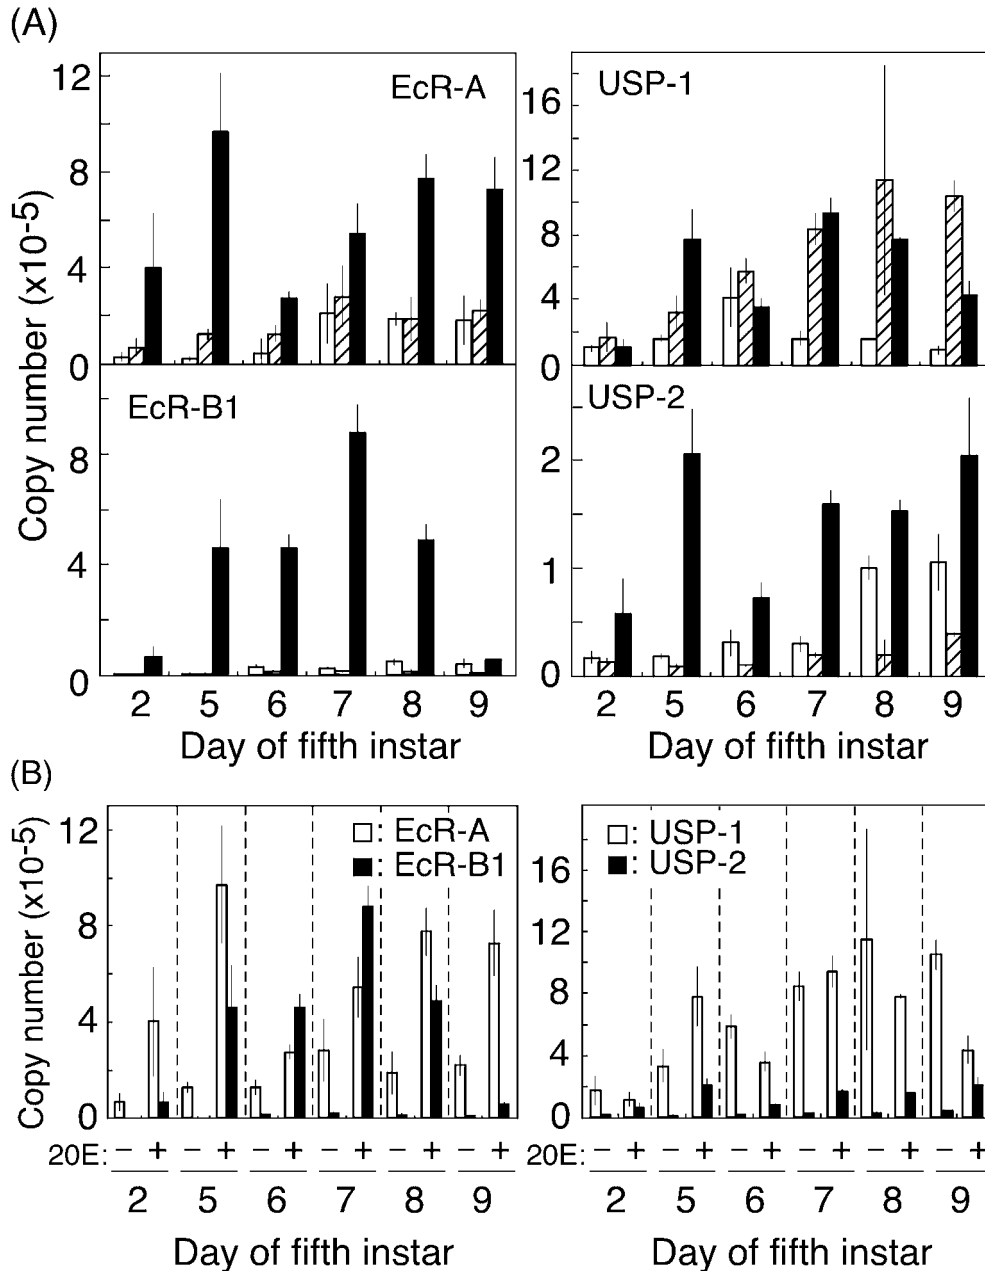 (A)
Copy number (x10-5)
EcR-A
12
8
4
0
USP-1
16
12
8
4
0
EcR-B1
8
4
0
2 5 6 7 8 9
Day of fifth instar
USP-2
2
1
0
2 5 6 7 8 9
Day of fifth instar
(B)
Copy number (x10-5)
12
8
4
0
: EcR-A
: EcR-B1
20E: − + − + − + − + − + − +
2 5 6 7 8 9
Day of fifth instar
16
12
8
4
0
: USP-1
: USP-2
20E: − + − + − + − + − + − +
2 5 6 7 8 9
Day of fifth instar